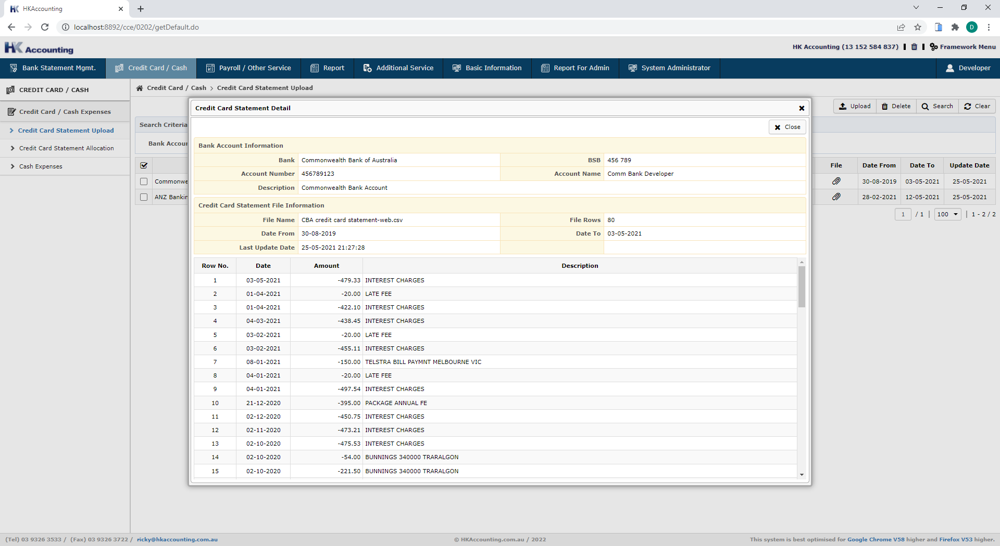 HKAccounting
localhost:8892/cce/0202/getDefault.do
D
HK Accounting
HK Accounting (13 152 584 837) | | Framework Menu
Bank Statement Mgmt. Credit Card / Cash Payroll / Other Service Report Additional Service Basic Information Report For Admin System Administrator Developer
CREDIT CARD / CASH
Credit Card / Cash Expenses
Credit Card Statement Upload
Credit Card Statement Allocation
Cash Expenses
Credit Card / Cash > Credit Card Statement Upload
Upload Delete Search Clear
Search Criteria
Bank Accou
File Date From Date To Update Date
Commonwe 30-08-2019 03-05-2021 25-05-2021
ANZ Bankin 28-02-2021 12-05-2021 25-05-2021
1 / 1 | 100 | 1 - 2 / 2
Credit Card Statement Detail
Close
Bank Account Information
Bank Commonwealth Bank of Australia BSB 456 789
Account Number 456789123 Account Name Comm Bank Developer
Description Commonwealth Bank Account
Credit Card Statement File Information
File Name CBA credit card statement-web.csv File Rows 80
Date From 30-08-2019 Date To 03-05-2021
Last Update Date 25-05-2021 21:27:28
Row No. Date Amount Description
1 03-05-2021 -479.33 INTEREST CHARGES
2 01-04-2021 -20.00 LATE FEE
3 01-04-2021 -422.10 INTEREST CHARGES
4 04-03-2021 -438.45 INTEREST CHARGES
5 03-02-2021 -20.00 LATE FEE
6 03-02-2021 -455.11 INTEREST CHARGES
7 08-01-2021 -150.00 TELSTRA BILL PAYMNT MELBOURNE VIC
8 04-01-2021 -20.00 LATE FEE
9 04-01-2021 -497.54 INTEREST CHARGES
10 21-12-2020 -395.00 PACKAGE ANNUAL FE
11 02-12-2020 -450.75 INTEREST CHARGES
12 02-11-2020 -473.21 INTEREST CHARGES
13 02-10-2020 -475.53 INTEREST CHARGES
14 02-10-2020 -54.00 BUNNINGS 340000 TRARALGON
15 02-10-2020 -221.50 BUNNINGS 340000 TRARALGON
(Tel) 03 9326 3533 / (Fax) 03 9326 3722 / ricky@hkaccounting.com.au
© HKAccounting.com.au / 2022
This system is best optimised for Google Chrome V58 higher and Firefox V53 higher.